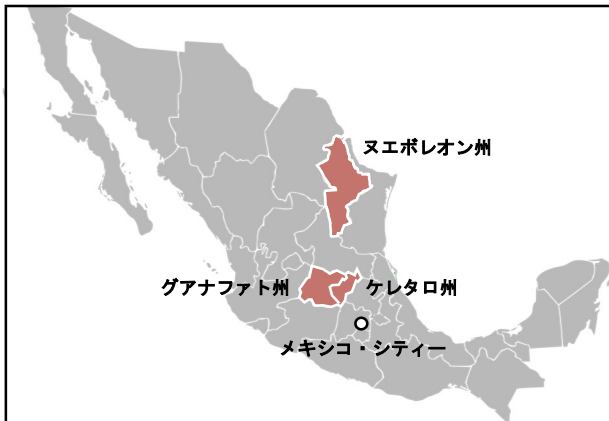 ヌエボレオン州
グアナファト州
ケレタロ州
メキシコ・シティー